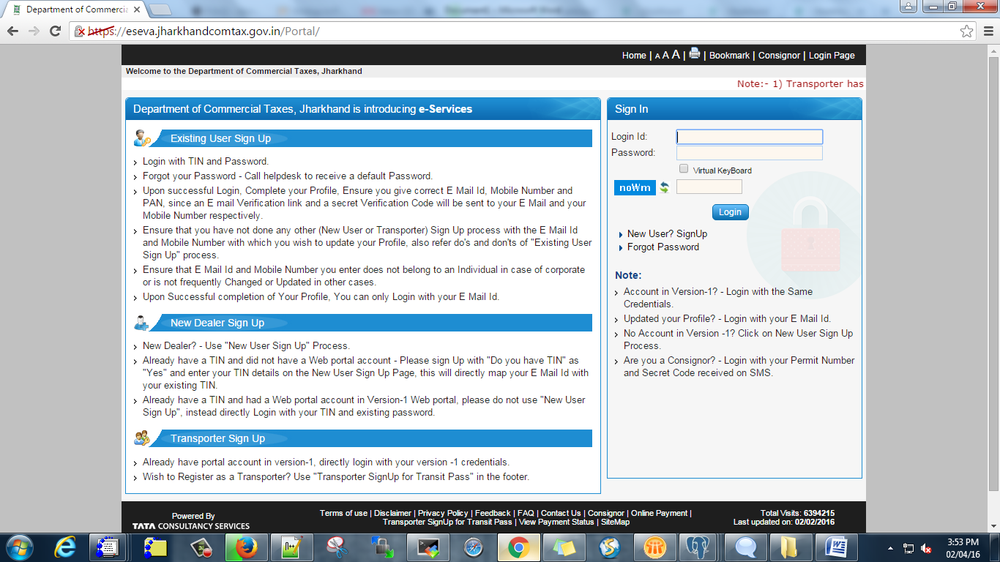 Department of Commercia
https://eseva.jharkhandcomtax.gov.in/Portal/
Home | A A A | | Bookmark | Consignor | Login Page
Welcome to the Department of Commercial Taxes, Jharkhand
Note:- 1) Transporter has
Department of Commercial Taxes, Jharkhand is introducing e-Services
Existing User Sign Up
Login with TIN and Password.
Forgot your Password - Call helpdesk to receive a default Password.
Upon successful Login, Complete your Profile, Ensure you give correct E Mail Id, Mobile Number and
PAN, since an E mail Verification link and a secret Verification Code will be sent to your E Mail and your
Mobile Number respectively.
Ensure that you have not done any other (New User or Transporter) Sign Up process with the E Mail Id
and Mobile Number with which you wish to update your Profile, also refer do's and don'ts of "Existing User
Sign Up" process.
Ensure that E Mail Id and Mobile Number you enter does not belong to an Individual in case of corporate
or is not frequently Changed or Updated in other cases.
Upon Successful completion of Your Profile, You can only Login with your E Mail Id.
New Dealer Sign Up
New Dealer? - Use "New User Sign Up" Process.
Already have a TIN and did not have a Web portal account - Please sign Up with "Do you have TIN" as
"Yes" and enter your TIN details on the New User Sign Up Page, this will directly map your E Mail Id with
your existing TIN.
Already have a TIN and had a Web portal account in Version-1 Web portal, please do not use "New User
Sign Up", instead directly Login with your TIN and existing password.
Transporter Sign Up
Already have portal account in version-1, directly login with your version -1 credentials.
Wish to Register as a Transporter? Use "Transporter SignUp for Transit Pass" in the footer.
Sign In
Login Id:
Password:
Virtual KeyBoard
noWm
Login
New User? SignUp
Forgot Password
Note:
Account in Version-1? - Login with the Same
Credentials.
Updated your Profile? - Login with your E Mail Id.
No Account in Version -1? Click on New User Sign Up
Process.
Are you a Consignor? - Login with your Permit Number
and Secret Code received on SMS.
Powered By
TATA CONSULTANCY SERVICES
Terms of use | Disclaimer | Privacy Policy | Feedback | FAQ | Contact Us | Consignor | Online Payment |
Transporter SignUp for Transit Pass | View Payment Status | SiteMap
Total Visits: 6394215
Last updated on: 02/02/2016
3:53 PM
02/04/16